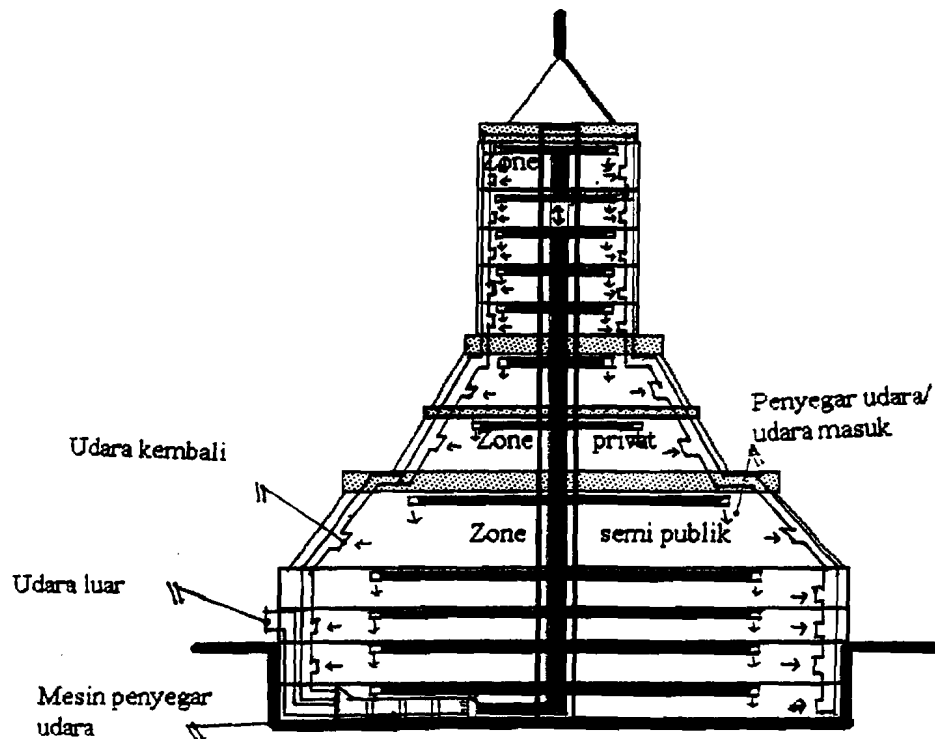 Zone
Penyegar udara/
udara masuk
Udara kembali
Zone privat
Zone semi publik
Udara luar
Mesin penyegar
udara